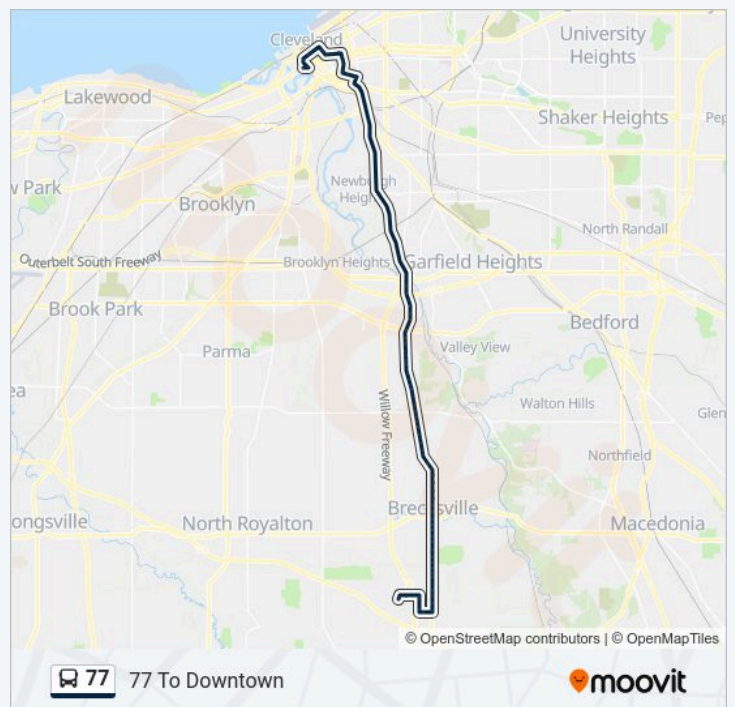 Cleveland
University
Heights
Lakewood
Shaker Heights
Pep
w Park
Newburgh
Heights
Brooklyn
North Randall
Outerbelt South Freeway
Brooklyn Heights
Garfield Heights
Brook Park
Bedford
Parma
Valley View
ea
Willow Freeway
Walton Hills
Glen
Northfield
Brecksville
ongsville
North Royalton
Macedonia
© OpenStreetMap contributors | © OpenMapTiles
77 77 To Downtown
moovit